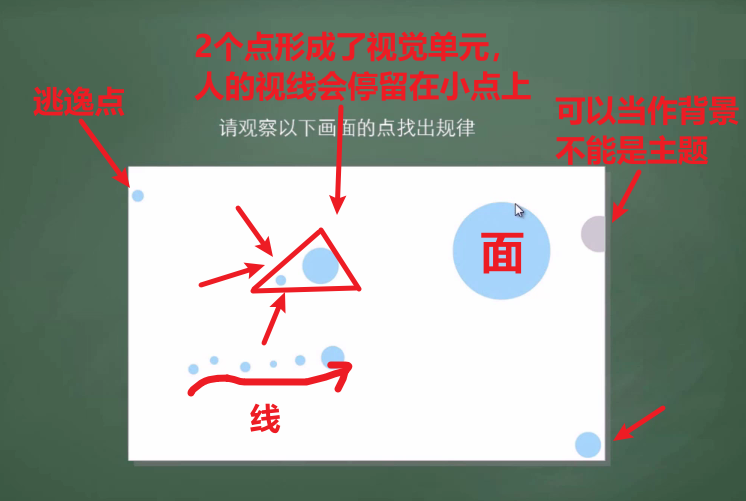 2个点形成了视觉单元，
人的视线会停留在小点上
逃逸点
可以当作背景
不能是主题
请观察以下画面的点找出规律
面
线